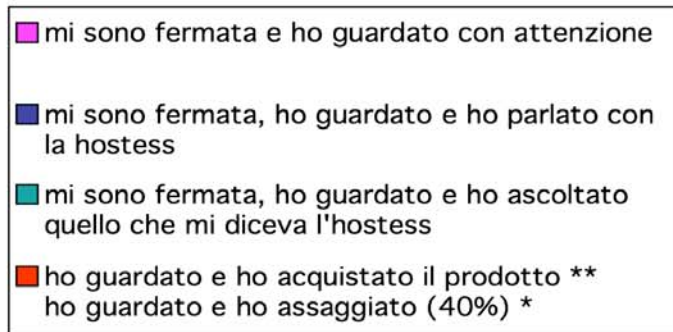 mi sono fermata e ho guardato con attenzione
mi sono fermata, ho guardato e ho parlato con
la hostess
mi sono fermata, ho guardato e ho ascoltato
quello che mi diceva l'hostess
ho guardato e ho acquistato il prodotto **
ho guardato e ho assaggiato (40%) *